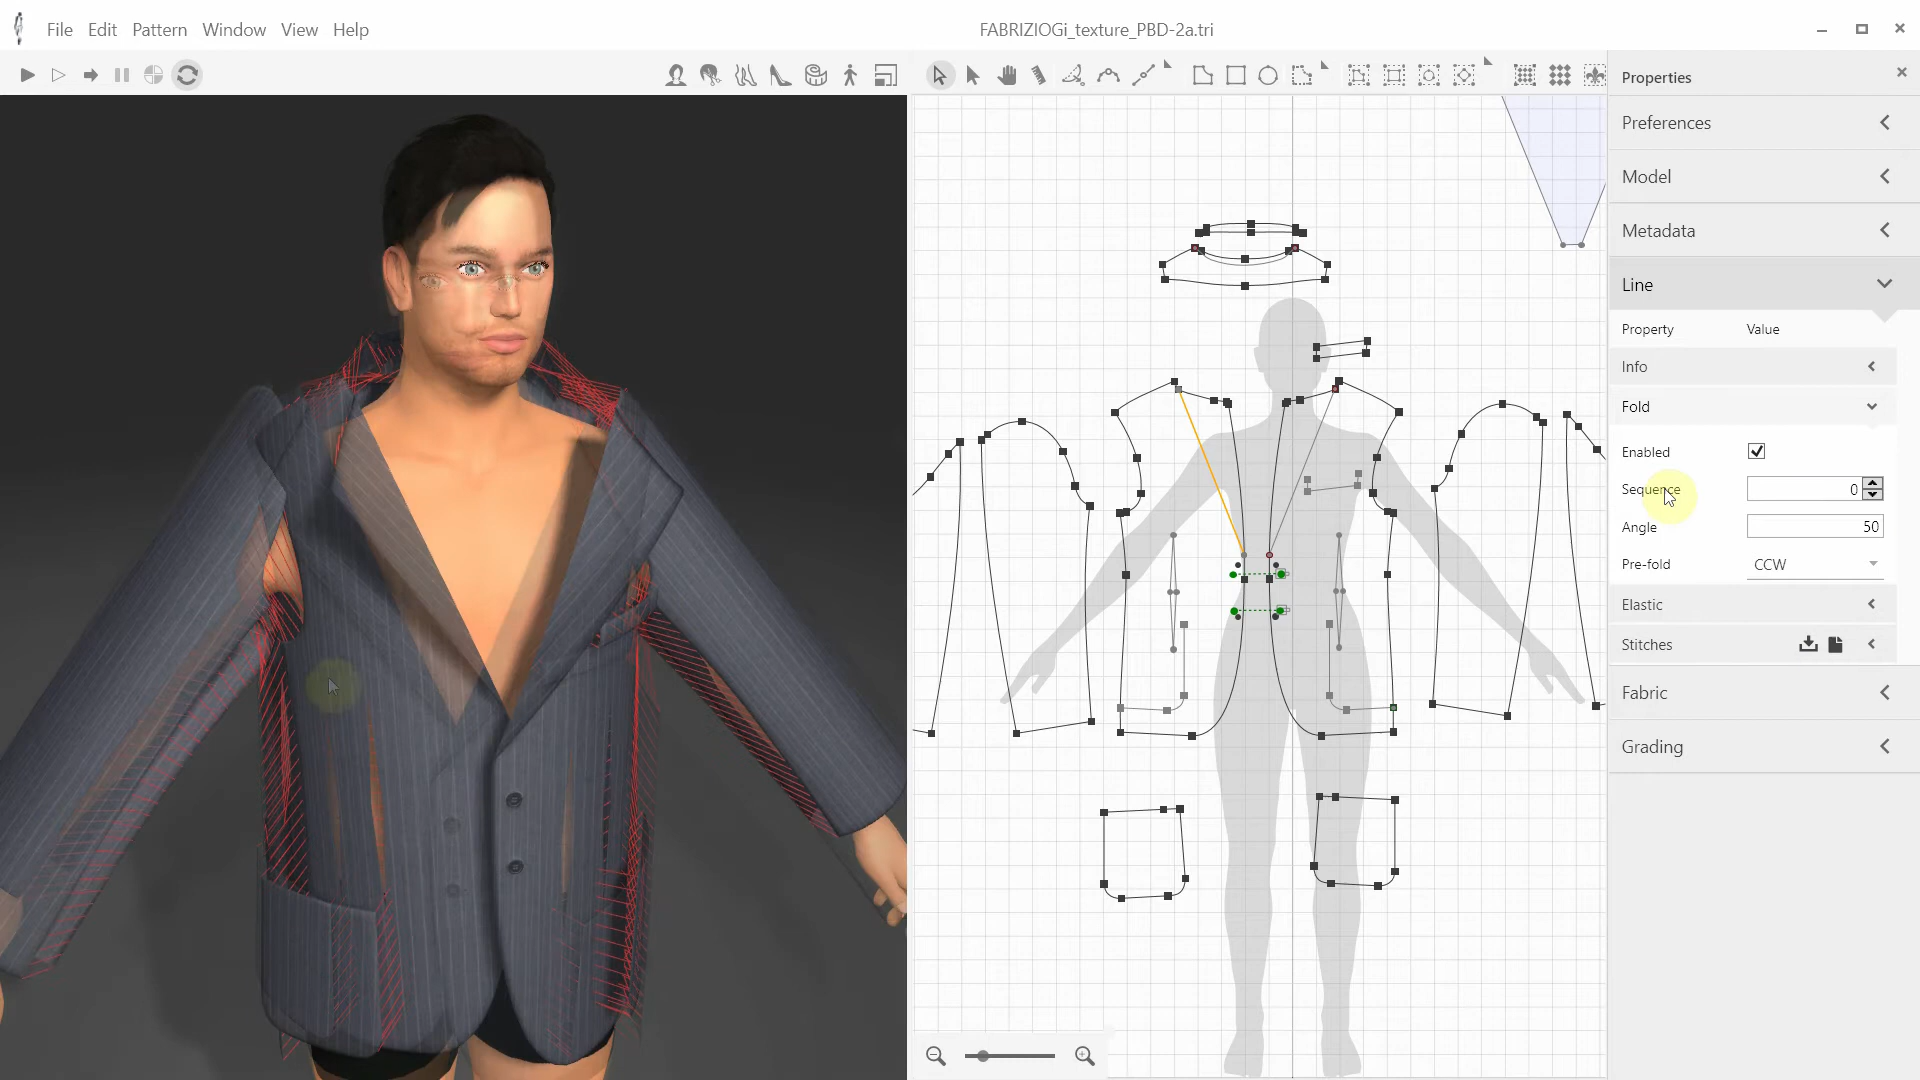 File Edit Pattern Window View Help
FABRIZIOGi_texture_PBD-2a.tri
Properties
Preferences
Model
Metadata
Line
Property Value
Info
Fold
Enabled
Sequence 0
Angle 50
Pre-fold CCW
Elastic
Stitches
Fabric
Grading